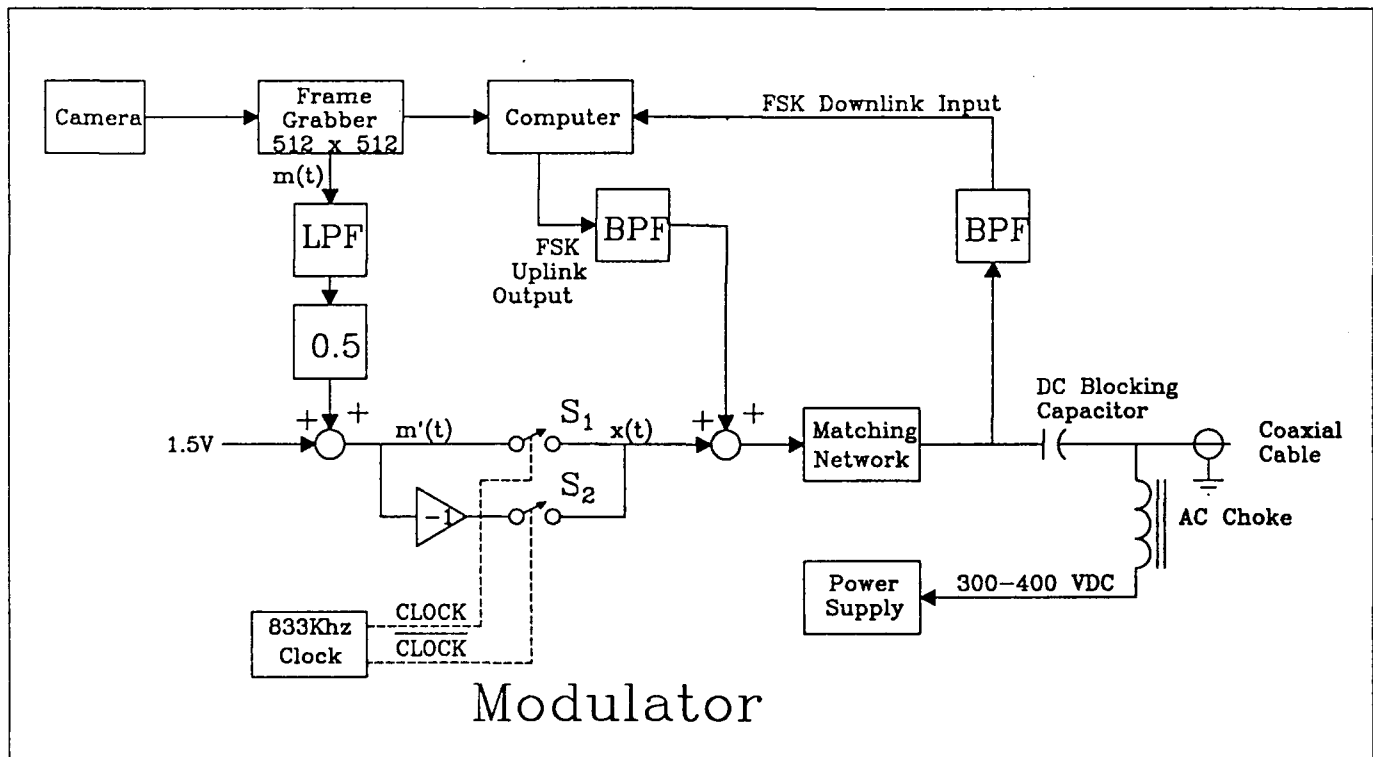 Camera
Frame
Grabber
512 x 512
Computer
FSK Downlink Input
m(t)
LPF
BPF
BPF
FSK
Uplink
Output
0.5
DC Blocking
Capacitor
+ +
S1
+ +
1.5V
m'(t)
x(t)
Matching
Network
Coaxial
Cable
-1
S2
AC Choke
Power
Supply
300-400 VDC
833Khz
Clock
CLOCK
C̅L̅O̅C̅K̅
Modulator